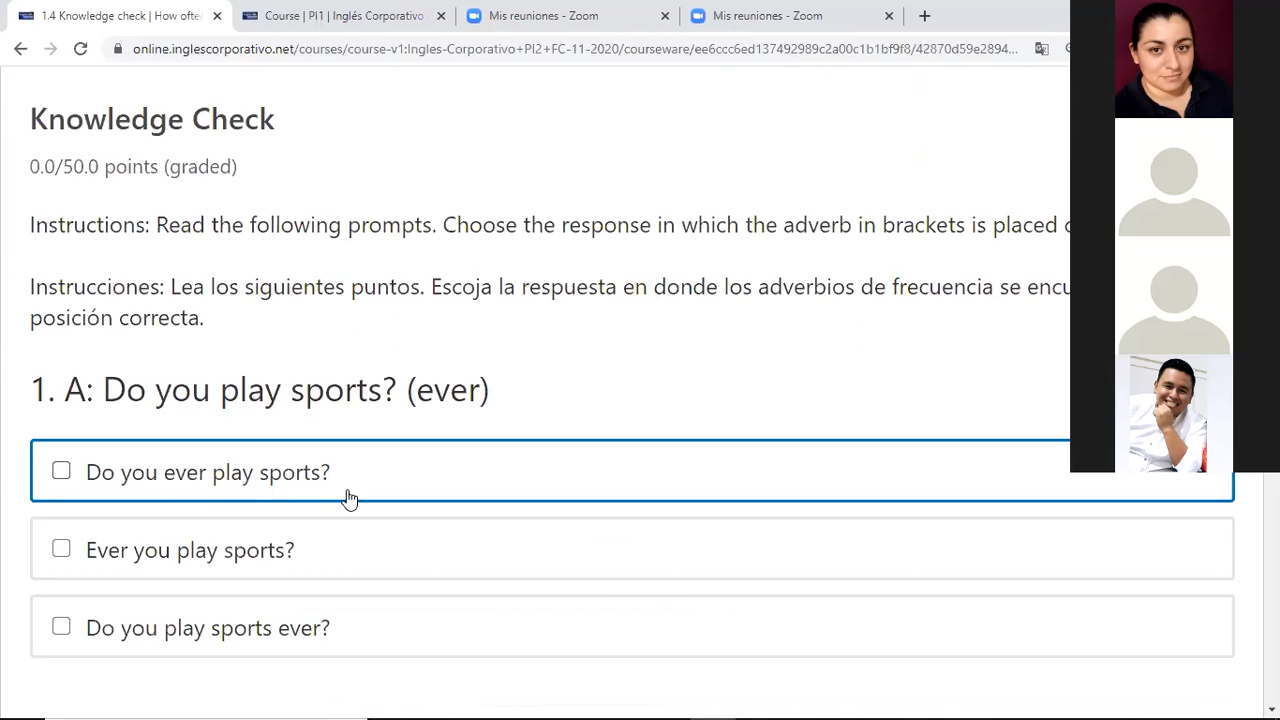 1.4 Knowledge check | How ofte
Course | PI1 | Inglés Corporativo
Mis reuniones - Zoom
Mis reuniones - Zoom
online.inglescorporativo.net/courses/course-v1:Ingles-Corporativo+PI2+FC-11-2020/courseware/ee6ccc6ed137492989c2a00c1b1bf9f8/42870d59e2894...
Knowledge Check
0.0/50.0 points (graded)
Instructions: Read the following prompts. Choose the response in which the adverb in brackets is placed
Instrucciones: Lea los siguientes puntos. Escoja la respuesta en donde los adverbios de frecuencia se encu
posición correcta.
1. A: Do you play sports? (ever)
Do you ever play sports?
Ever you play sports?
Do you play sports ever?